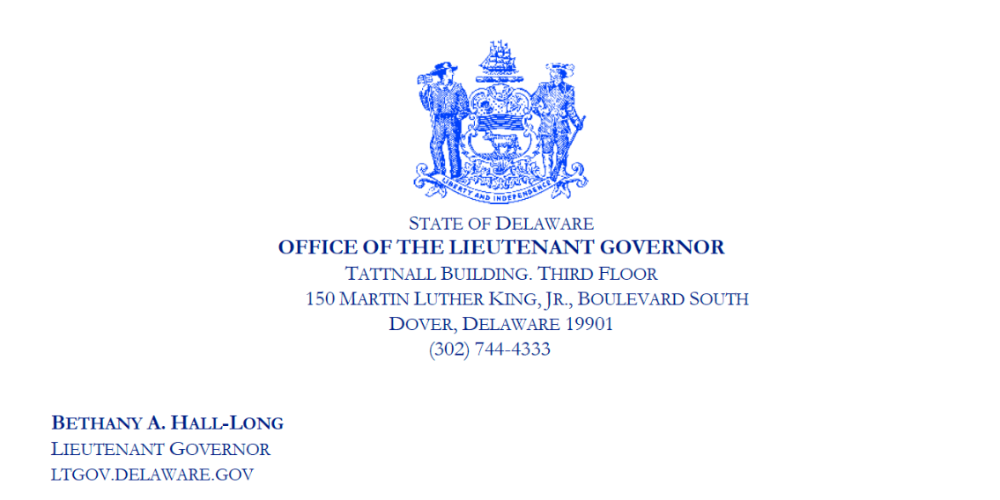 LIBERTY AND INDEPENDENCE
STATE OF DELAWARE
OFFICE OF THE LIEUTENANT GOVERNOR
TATTNALL BUILDING. THIRD FLOOR
150 MARTIN LUTHER KING, JR., BOULEVARD SOUTH
DOVER, DELAWARE 19901
(302) 744-4333
BETHANY A. HALL-LONG
LIEUTENANT GOVERNOR
LTGOV.DELAWARE.GOV